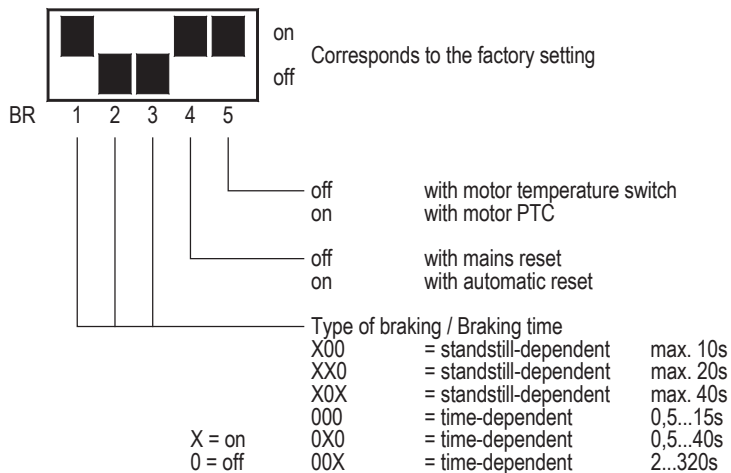 on
Corresponds to the factory setting
off
BR 1 2 3 4 5
off with motor temperature switch
on with motor PTC
off with mains reset
on with automatic reset
Type of braking / Braking time
X00 = standstill-dependent max. 10s
XX0 = standstill-dependent max. 20s
X0X = standstill-dependent max. 40s
000 = time-dependent 0,5...15s
X = on 0X0 = time-dependent 0,5...40s
0 = off 00X = time-dependent 2...320s